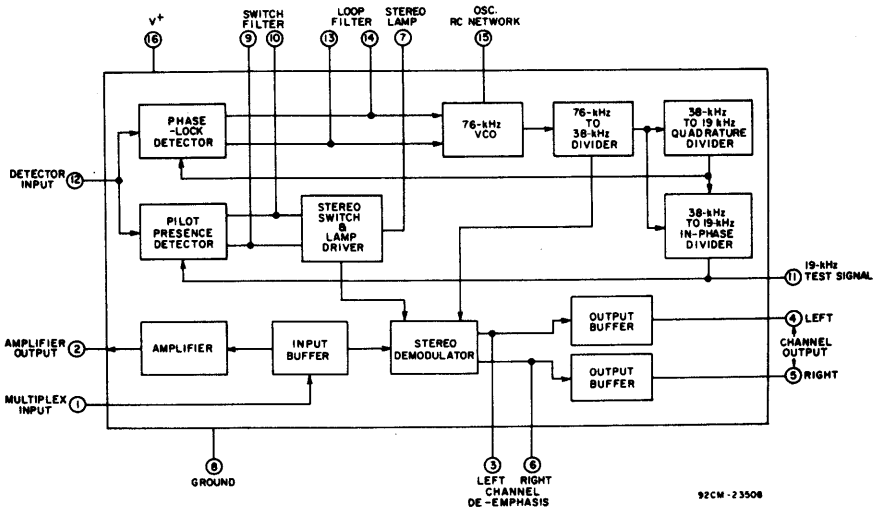 V+
16
SWITCH
FILTER
9 10
LOOP
FILTER
13 14
STEREO
LAMP
7
OSC.
RC NETWORK
15
PHASE
-LOCK
DETECTOR
76-kHz
VCO
76-kHz
TO
38-kHz
DIVIDER
38-kHz
TO 19 kHz
QUADRATURE
DIVIDER
DETECTOR
INPUT
12
PILOT
PRESENCE
DETECTOR
STEREO
SWITCH
&
LAMP
DRIVER
38-kHz
TO 19-kHz
IN-PHASE
DIVIDER
11
19-kHz
TEST SIGNAL
AMPLIFIER
OUTPUT
2
AMPLIFIER
INPUT
BUFFER
STEREO
DEMODULATOR
OUTPUT
BUFFER
4 LEFT
CHANNEL
OUTPUT
OUTPUT
BUFFER
5 RIGHT
MULTIPLEX
INPUT
1
8
GROUND
3 6 RIGHT
LEFT
CHANNEL
DE-EMPHASIS
92CM-23508